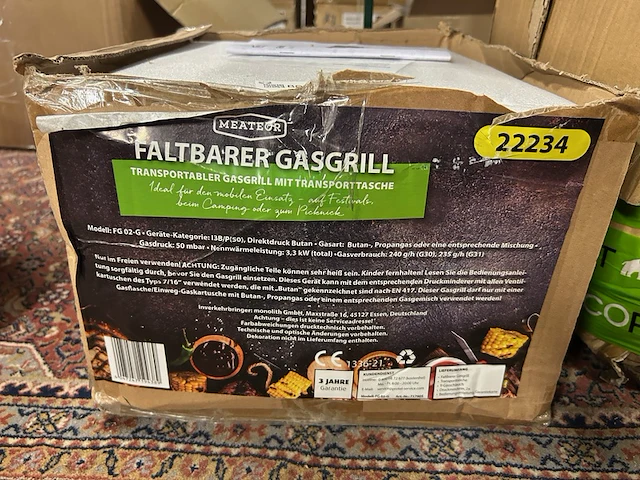 MEATEOR
FALTBARER GASGRILL
22234
TRANSPORTABLER GASGRILL MIT TRANSPORTTASCHE
Ideal für den mobilen Einsatz - auf Festivals,
beim Camping oder zum Picknick
Modell: FG 02-G • Geräte-Kategorie: I3B/P(50), Direktdruck Butan • Gasart: Butan-, Propangas oder eine entsprechende Mischung •
Gasdruck: 50 mbar • Nennwärmeleistung: 3,3 kW (total) • Gasverbrauch: 240 g/h (G30), 235 g/h (G31)
Nur im Freien verwenden! ACHTUNG: Zugängliche Teile können sehr heiß sein. Kinder fernhalten! Lesen Sie die Bedienungsanlei-
tung sorgfältig durch, bevor Sie den Gasgrill einsetzen. Dieses Gerät kann mit dem entsprechenden Druckminderer mit allen Ventil-
kartuschen des Typs 7/16" verwendet werden, die mit „Butan" gekennzeichnet sind nach EN 417. Dieser Gasgrill darf nur mit einer
Ganflasche/Einweg-Gaskartusche mit Butan-, Propangas oder einem entsprechenden Gasgemisch verwendet werden!
Inverkehrbringer: monolith GmbH, Maxstraße 16, 45127 Essen, Deutschland
Achtung – dies ist keine Serviceadresse!
Farbabweichungen drucktechnisch vorbehalten.
Technische und optische Änderungen vorbehalten.
Dekoration nicht im Lieferumfang enthalten.
CE 1336-21
3 JAHRE
Garantie
KUNDENDIENST
LIEFERUMFANG: